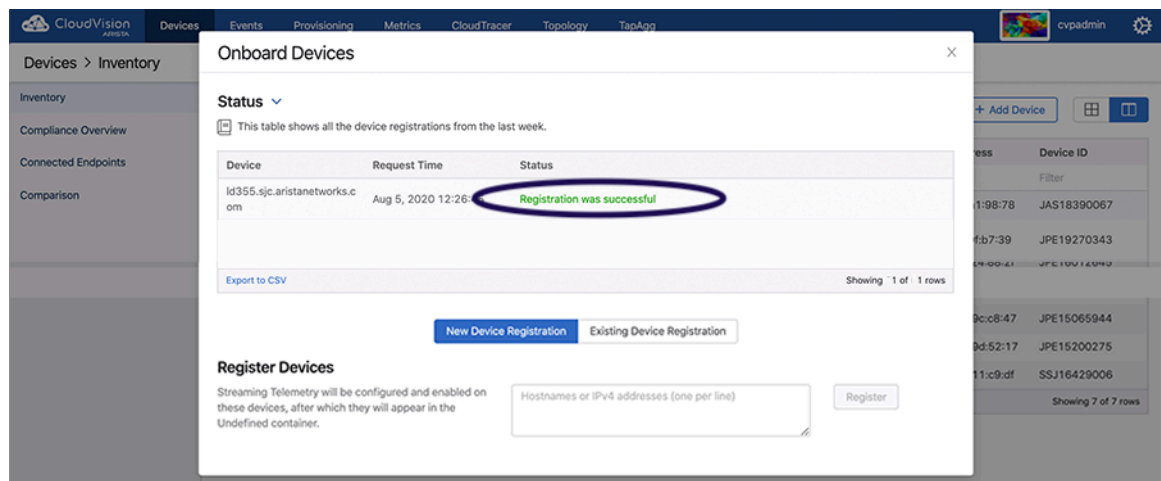 CloudVision
ARISTA
Devices
Events
Provisioning
Metrics
CloudTracer
Topology
TapAgg
cvpadmin
Devices > Inventory
Inventory
Compliance Overview
Connected Endpoints
Comparison
Onboard Devices
Status
This table shows all the device registrations from the last week.
Device Request Time Status
ld355.sjc.aristanetworks.c
om
Aug 5, 2020 12:26:
Registration was successful
Export to CSV
Showing 1 of 1 rows
New Device Registration
Existing Device Registration
Register Devices
Streaming Telemetry will be configured and enabled on
these devices, after which they will appear in the
Undefined container.
Hostnames or IPv4 addresses (one per line)
Register
+ Add Device
ress Device ID
Filter
1:98:78 JAS18390067
f:b7:39 JPE19270343
9c:c8:47 JPE15065944
9d:52:17 JPE15200275
11:c9:df SSJ16429006
Showing 7 of 7 rows